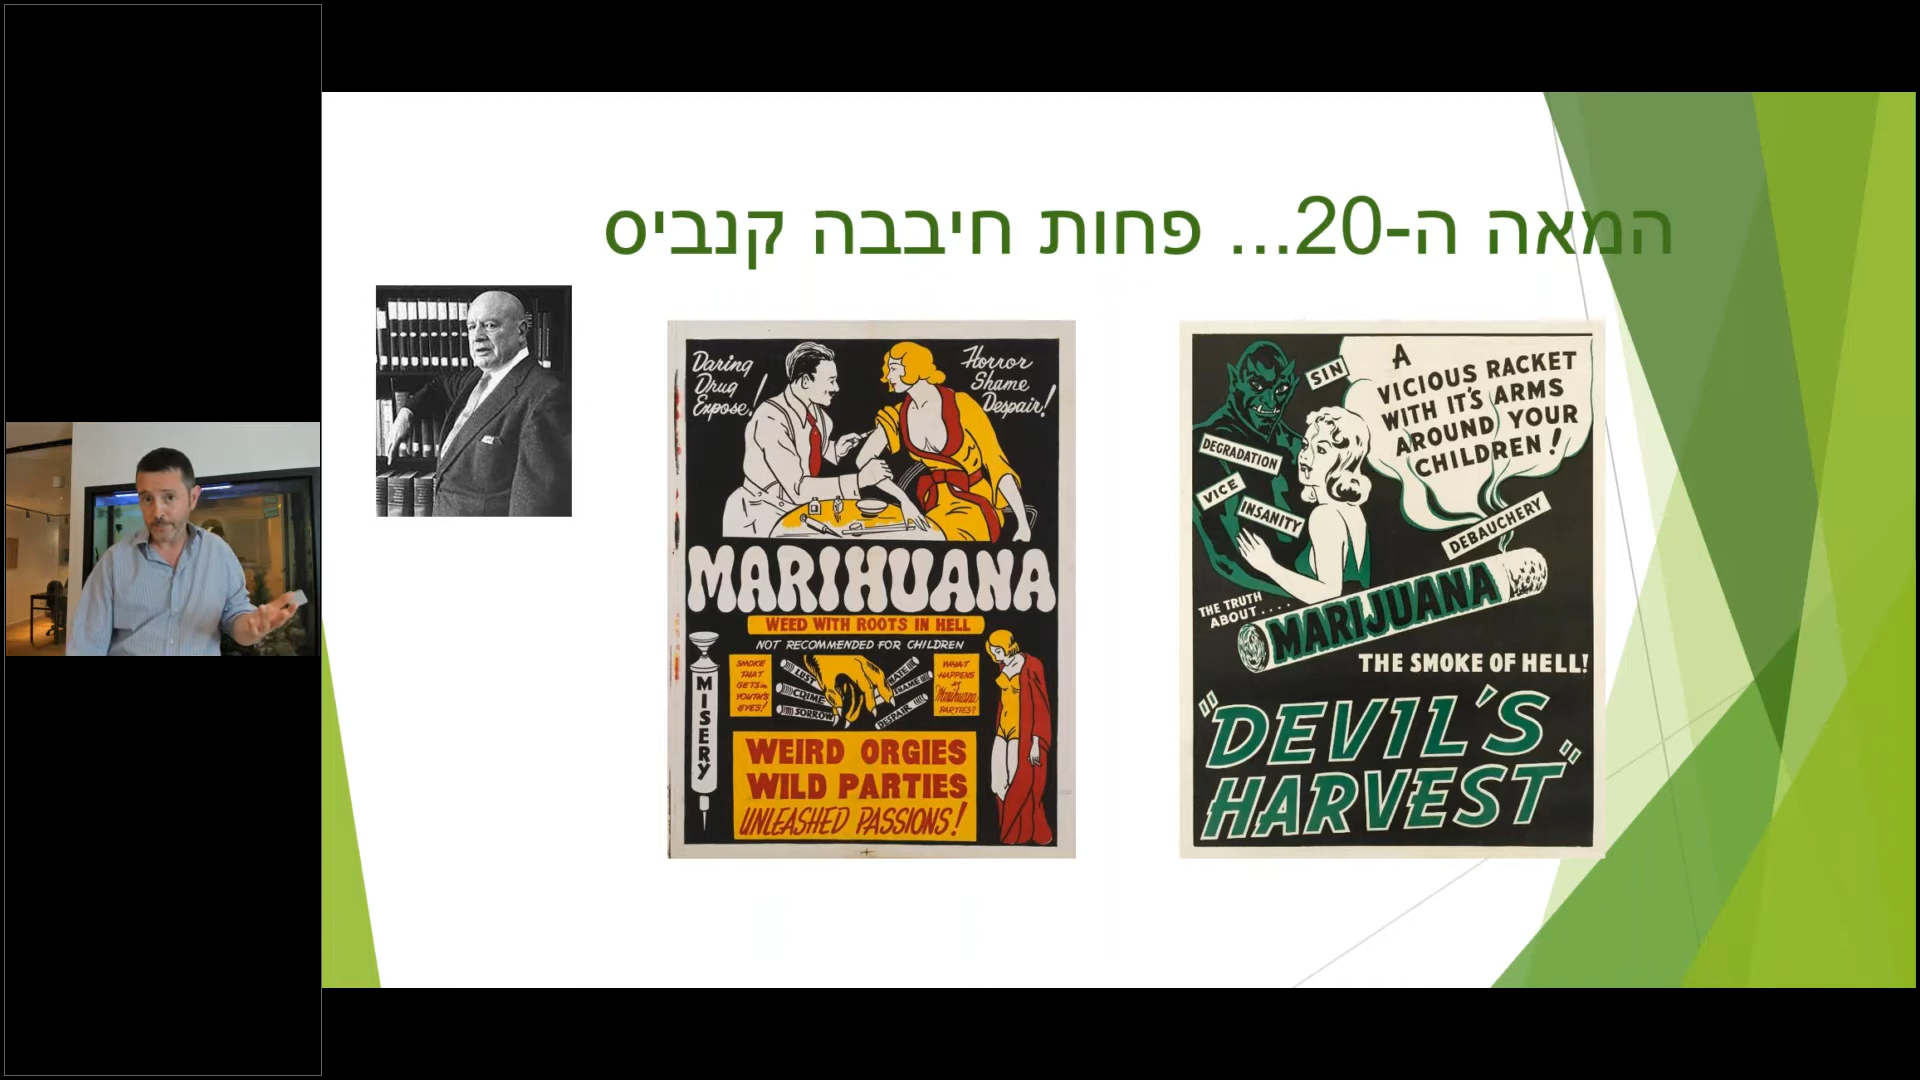 המאה ה-20... פחות חיבבה קנביס
Daring
Drug
Expose!
Horror
Shame
Despair!
MARIHUANA
WEED WITH ROOTS IN HELL
NOT RECOMMENDED FOR CHILDREN
MISERY
SMOKE
THAT
GETS in
YOUTH'S
EYES!
LUST
CRIME
SORROW
HATE
SHAME
DESPAIR
WHAT
HAPPENS
at
Marihuana
PARTIES?
WEIRD ORGIES
WILD PARTIES
UNLEASHED PASSIONS!
SIN
A
VICIOUS RACKET
WITH IT'S ARMS
AROUND YOUR
CHILDREN!
DEGRADATION
VICE
INSANITY
DEBAUCHERY
THE TRUTH
ABOUT....
MARIJUANA
THE SMOKE OF HELL!
"DEVIL'S
HARVEST"